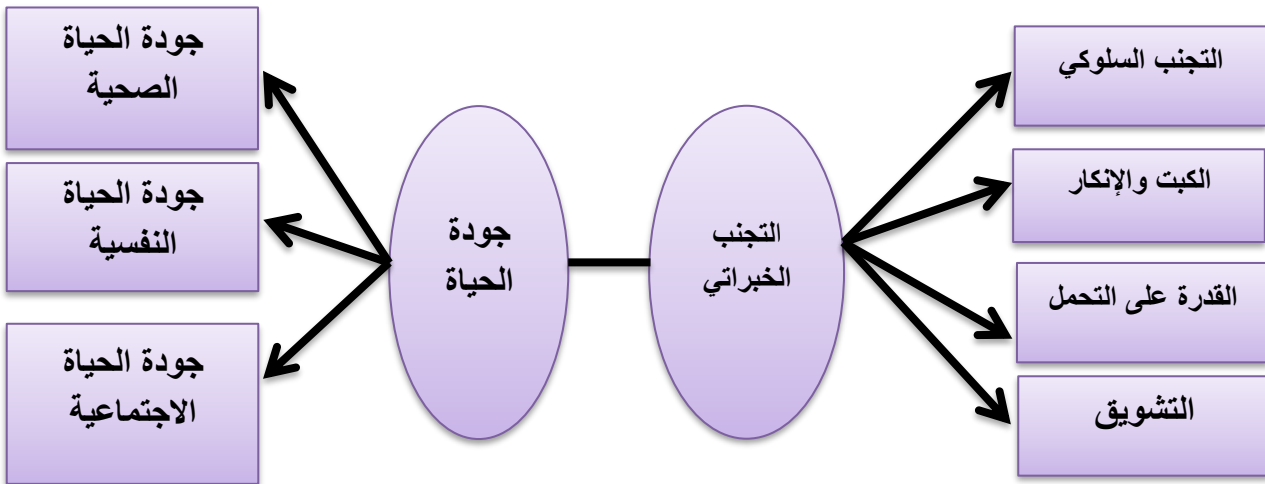 التجنب السلوكي
الكبت والإنكار
القدرة على التحمل
التشويق
التجنب
الخبراتي
جودة
الحياة
جودة الحياة
الصحية
جودة الحياة
النفسية
جودة الحياة
الاجتماعية